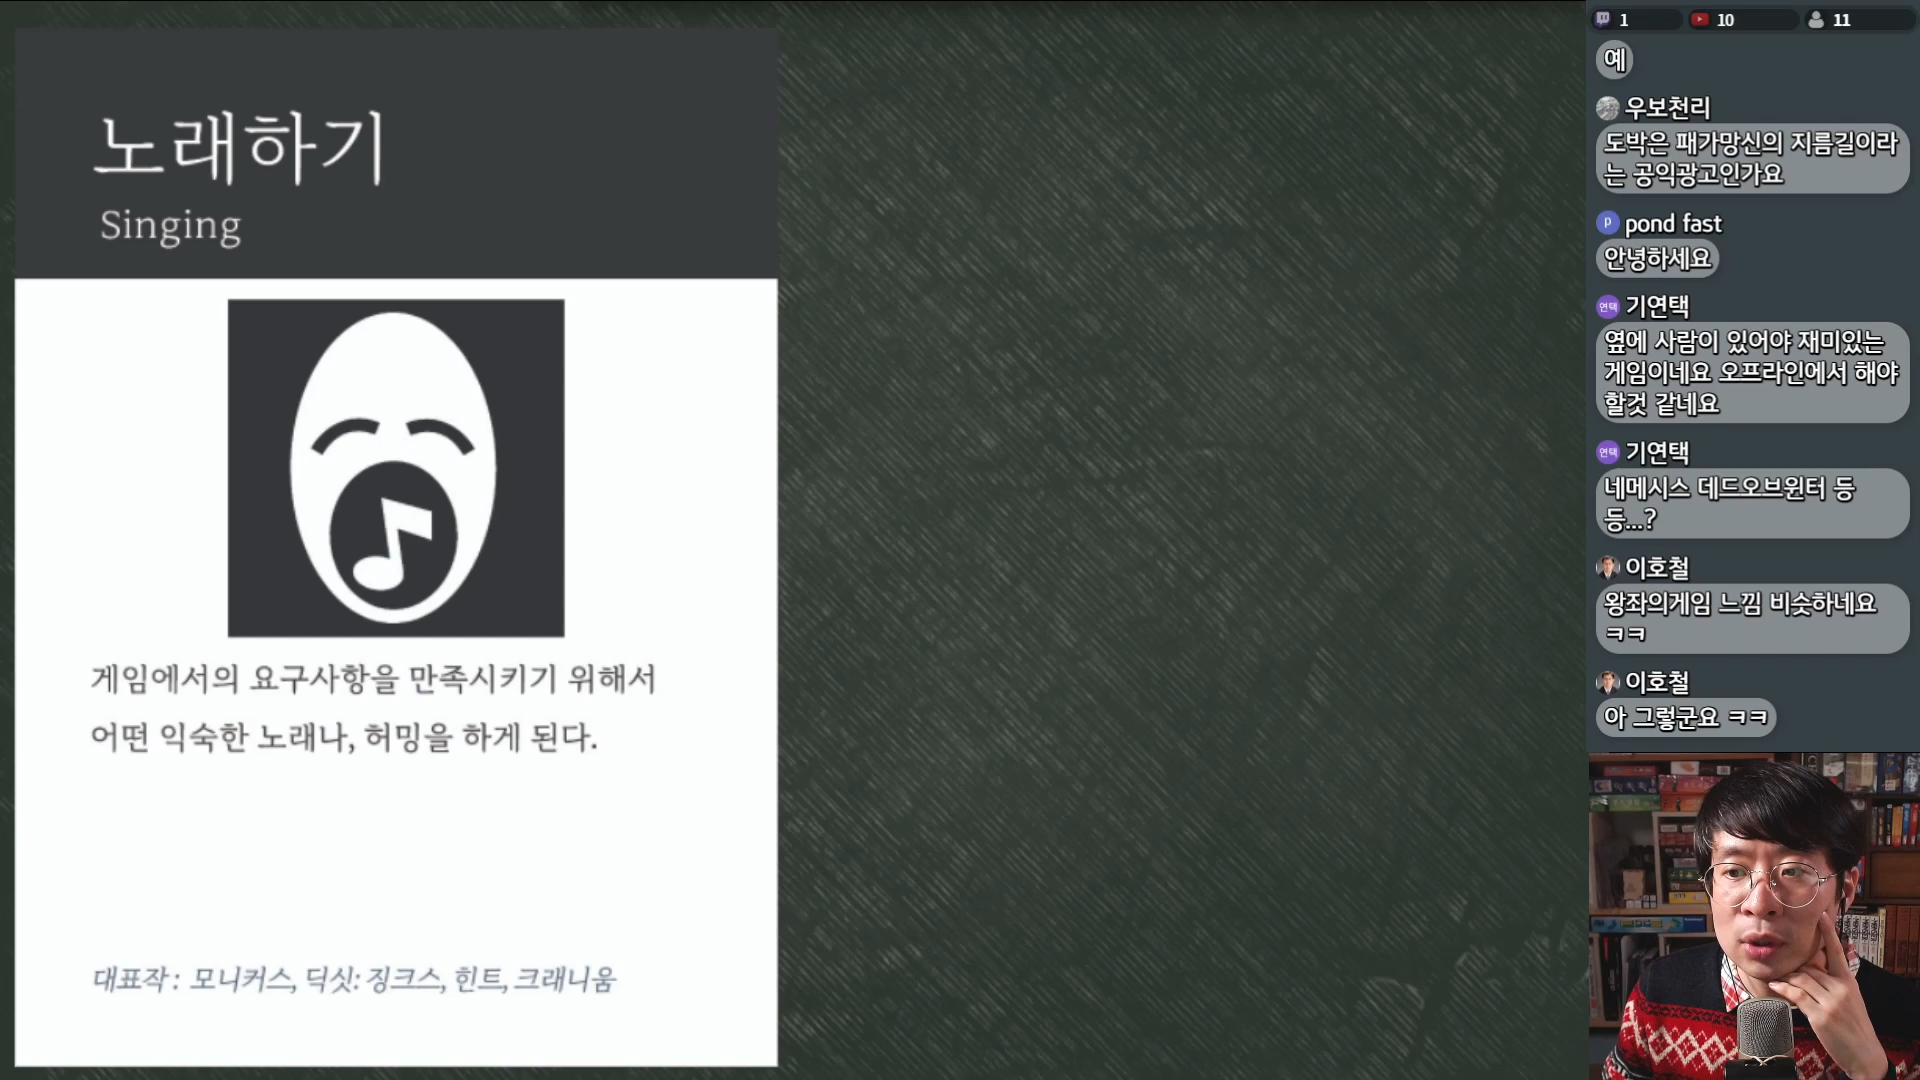 노래하기
Singing
게임에서의 요구사항을 만족시키기 위해서
어떤 익숙한 노래나, 허밍을 하게 된다.
대표작 : 모니커스, 딕싯: 징크스, 힌트, 크래니움
1
10
11
예
우보천리
도박은 패가망신의 지름길이라
는 공익광고인가요
p
pond fast
안녕하세요
연택
기연택
옆에 사람이 있어야 재미있는
게임이네요 오프라인에서 해야
할것 같네요
연택
기연택
네메시스 데드오브윈터 등
등...?
이호철
왕좌의게임 느낌 비슷하네요
ㅋㅋ
이호철
아 그렇군요 ㅋㅋ